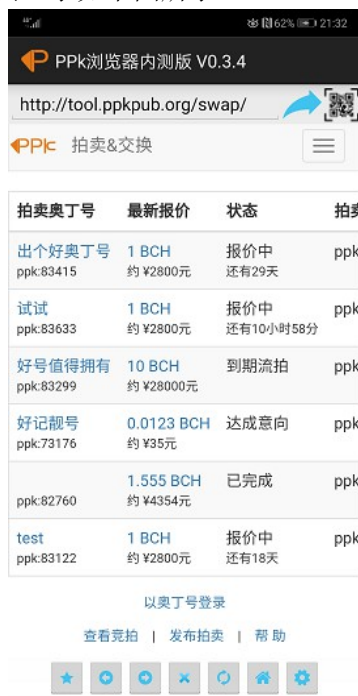 62% 21:32
PPk浏览器内测版 V0.3.4
http://tool.ppkpub.org/swap/
PPk 拍卖&交换
拍卖奥丁号 最新报价 状态 拍卖
出个好奥丁号 1 BCH 报价中 ppk
ppk:83415 约 ¥2800元 还有29天
试试 1 BCH 报价中 ppk
ppk:83633 约 ¥2800元 还有10小时58分
好号值得拥有 10 BCH 到期流拍 ppk
ppk:83299 约 ¥28000元
好记靓号 0.0123 BCH 达成意向 ppk
ppk:73176 约 ¥35元
1.555 BCH 已完成 ppk
ppk:82760 约 ¥4354元
test 1 BCH 报价中 ppk
ppk:83122 约 ¥2800元 还有18天
以奥丁号登录
查看竞拍 | 发布拍卖 | 帮 助